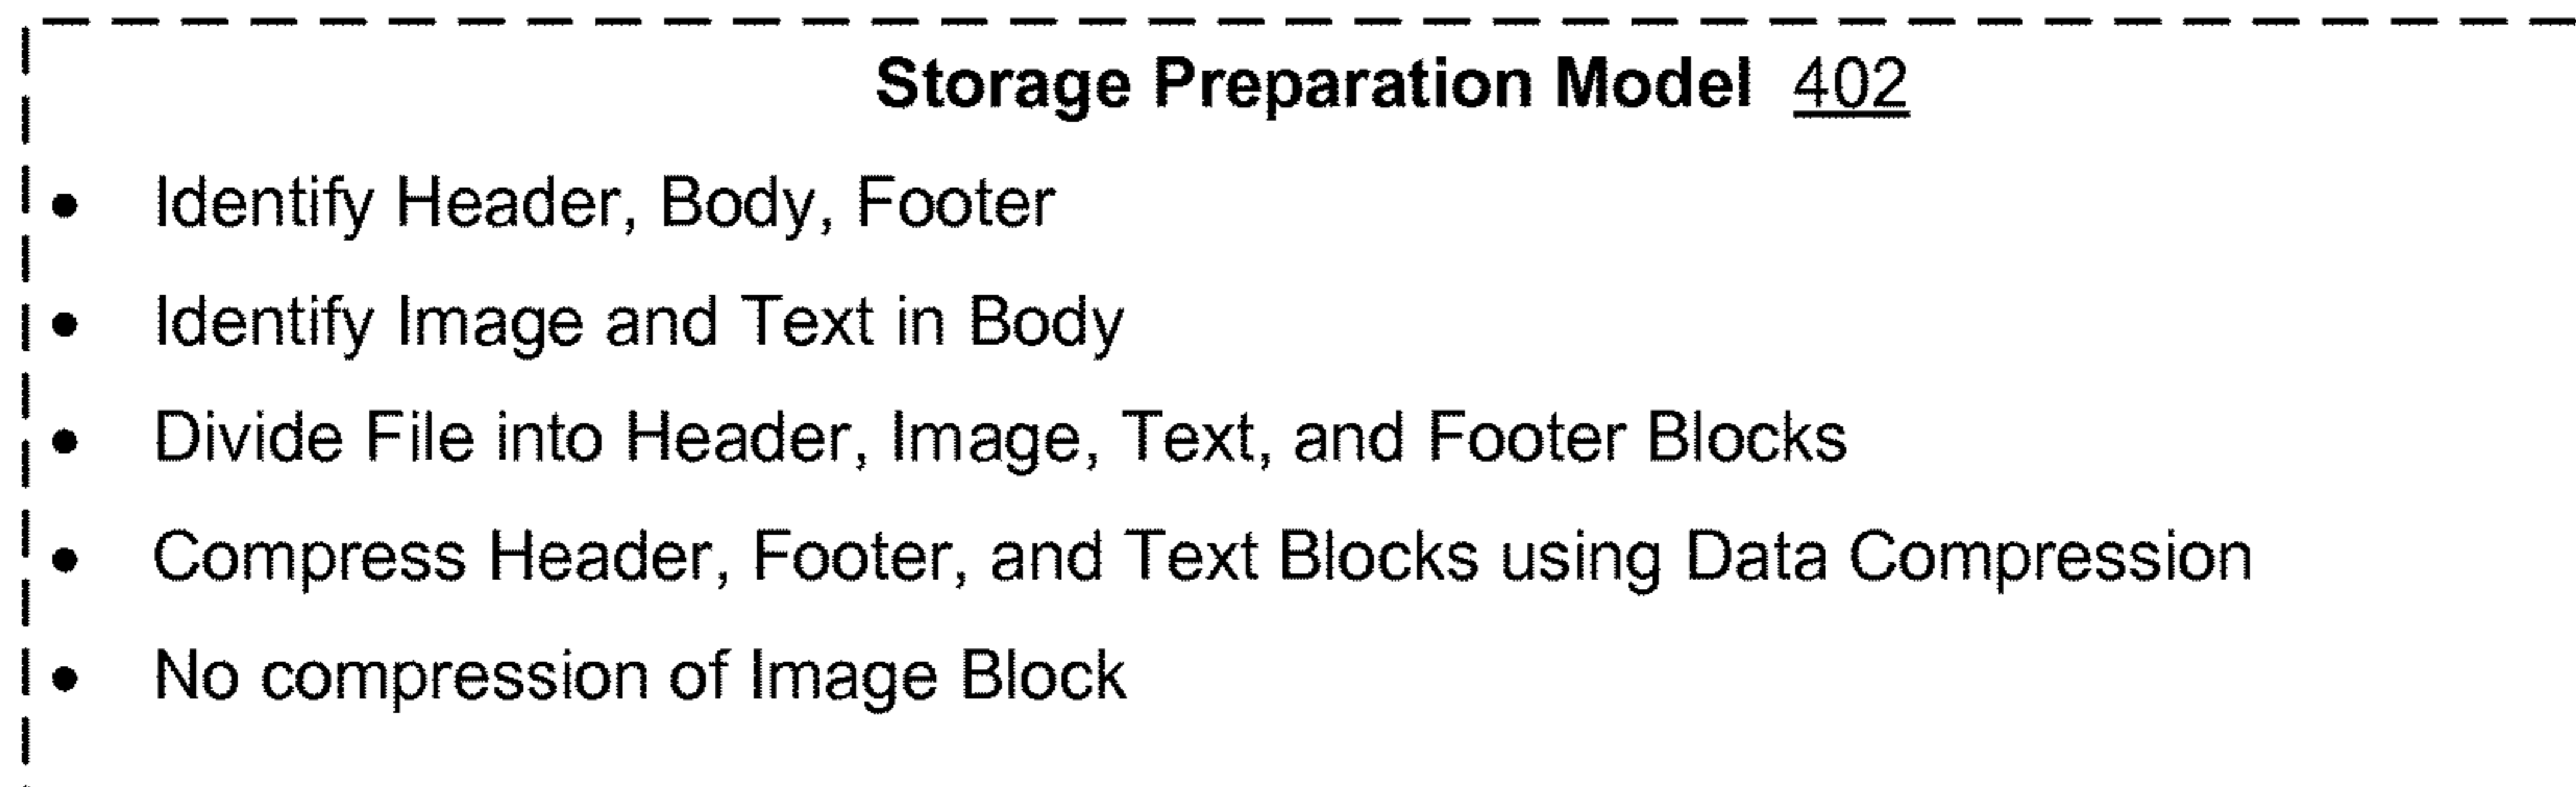 Storage Preparation Model 402
• Identify Header, Body, Footer
• Identify Image and Text in Body
• Divide File into Header, Image, Text, and Footer Blocks
• Compress Header, Footer, and Text Blocks using Data Compression
• No compression of Image Block